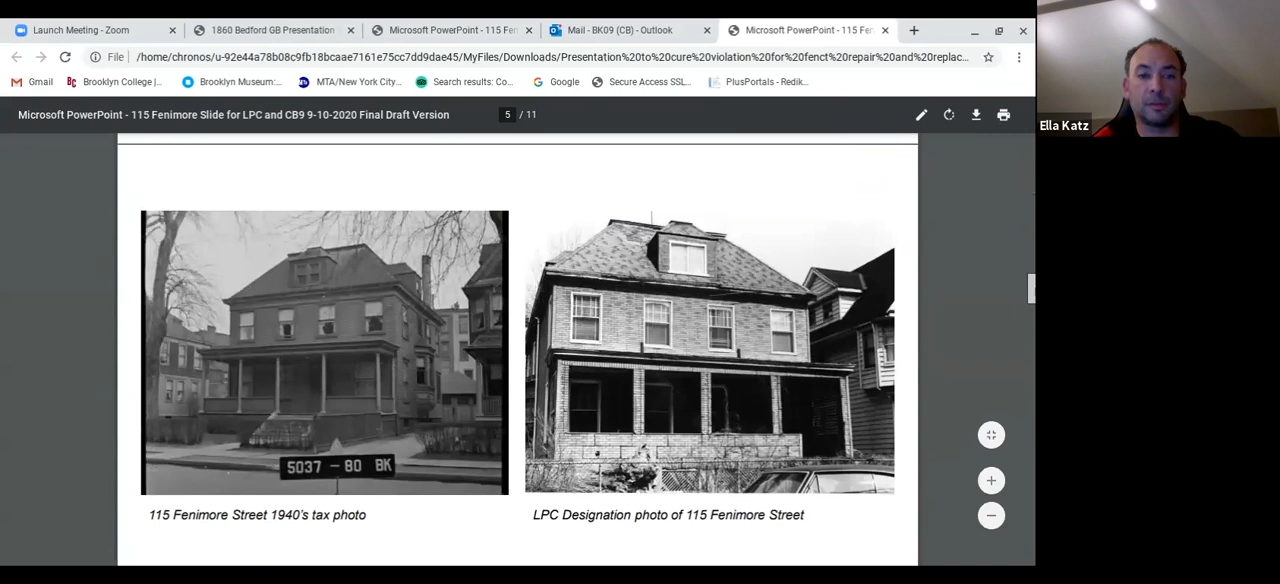 Launch Meeting - Zoom
1860 Bedford GB Presentation
Microsoft PowerPoint - 115 Fen
Mail - BK09 (CB) - Outlook
Microsoft PowerPoint - 115 Fen
File
/home/chronos/u-92e44a78b08c9fb18bcaae7161e75cc7dd9dae45/MyFiles/Downloads/Presentation%20to%20cure%20violation%20for%20fenct%20repair%20and%20replac...
Gmail
Brooklyn College |...
Brooklyn Museum:...
MTA/New York City...
Search results: Co...
Google
Secure Access SSL...
PlusPortals - Redik...
Microsoft PowerPoint - 115 Fenimore Slide for LPC and CB9 9-10-2020 Final Draft Version
5 / 11
5037 - 80 BK
115 Fenimore Street 1940's tax photo
LPC Designation photo of 115 Fenimore Street
Ella Katz